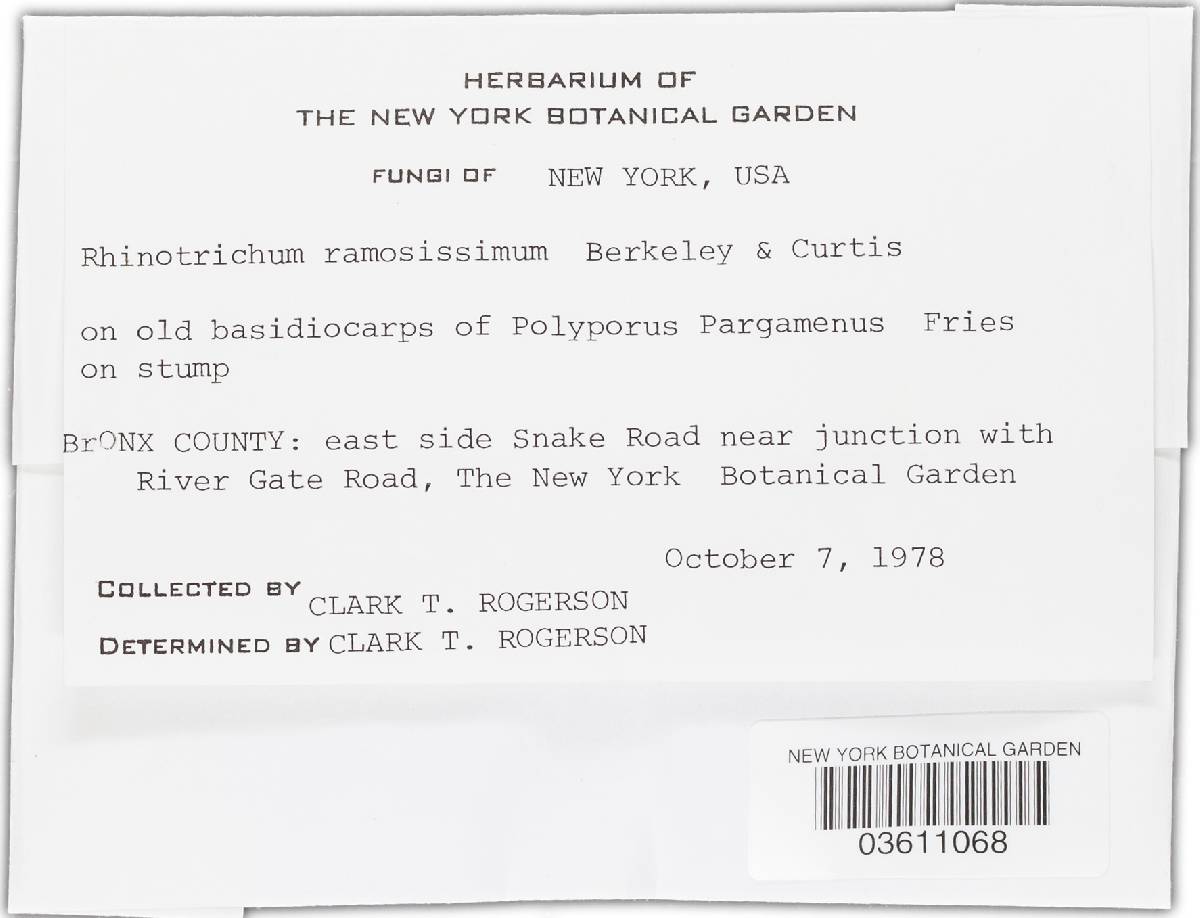 HERBARIUM OF
THE NEW YORK BOTANICAL GARDEN
FUNGI OF NEW YORK, USA
Rhinotrichum ramosissimum Berkeley & Curtis
on old basidiocarps of Polyporus Pargamenus Fries
on stump
BrONX COUNTY: east side Snake Road near junction with
River Gate Road, The New York Botanical Garden
October 7, 1978
COLLECTED BY CLARK T. ROGERSON
DETERMINED BY CLARK T. ROGERSON
NEW YORK BOTANICAL GARDEN
03611068